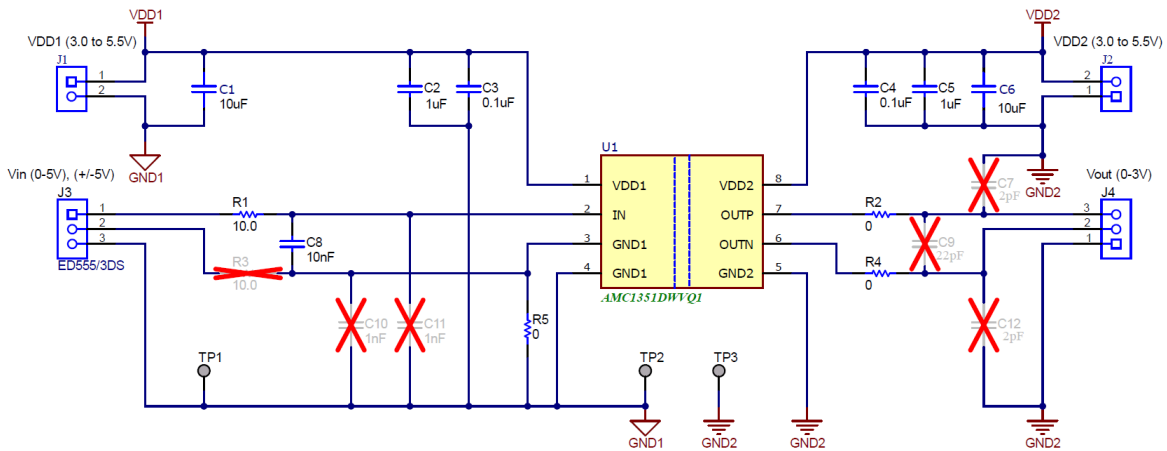 VDD1
VDD2
VDD1 (3.0 to 5.5V)
VDD2 (3.0 to 5.5V)
J1
J2
1
2
C1
10uF
C2
1uF
C3
0.1uF
C4
0.1uF
C5
1uF
C6
10uF
2
1
GND1
GND2
U1
Vin (0-5V), (+/-5V)
J3
1
2
3
ED555/3DS
R1
10.0
R3
10.0
C8
10nF
1
2
3
4
VDD1
IN
GND1
GND1
VDD2
OUTP
OUTN
GND2
8
7
6
5
AMC1351DWVQ1
R2
0
R4
0
C7
2pF
C9
22pF
Vout (0-3V)
J4
3
2
1
C10
1nF
C11
1nF
R5
0
C12
2pF
TP1
TP2
TP3
GND1
GND2
GND2
GND2